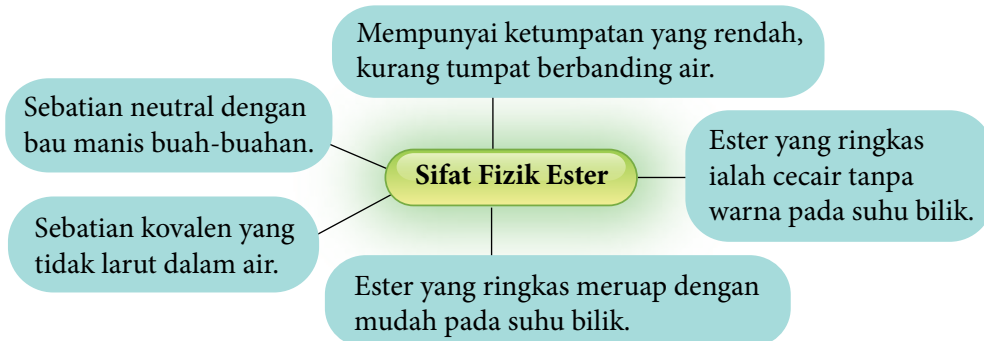 Mempunyai ketumpatan yang rendah,
kurang tumpat berbanding air.
Sebatian neutral dengan
bau manis buah-buahan.
Sifat Fizik Ester
Ester yang ringkas
ialah cecair tanpa
warna pada suhu bilik.
Sebatian kovalen yang
tidak larut dalam air.
Ester yang ringkas meruap dengan
mudah pada suhu bilik.